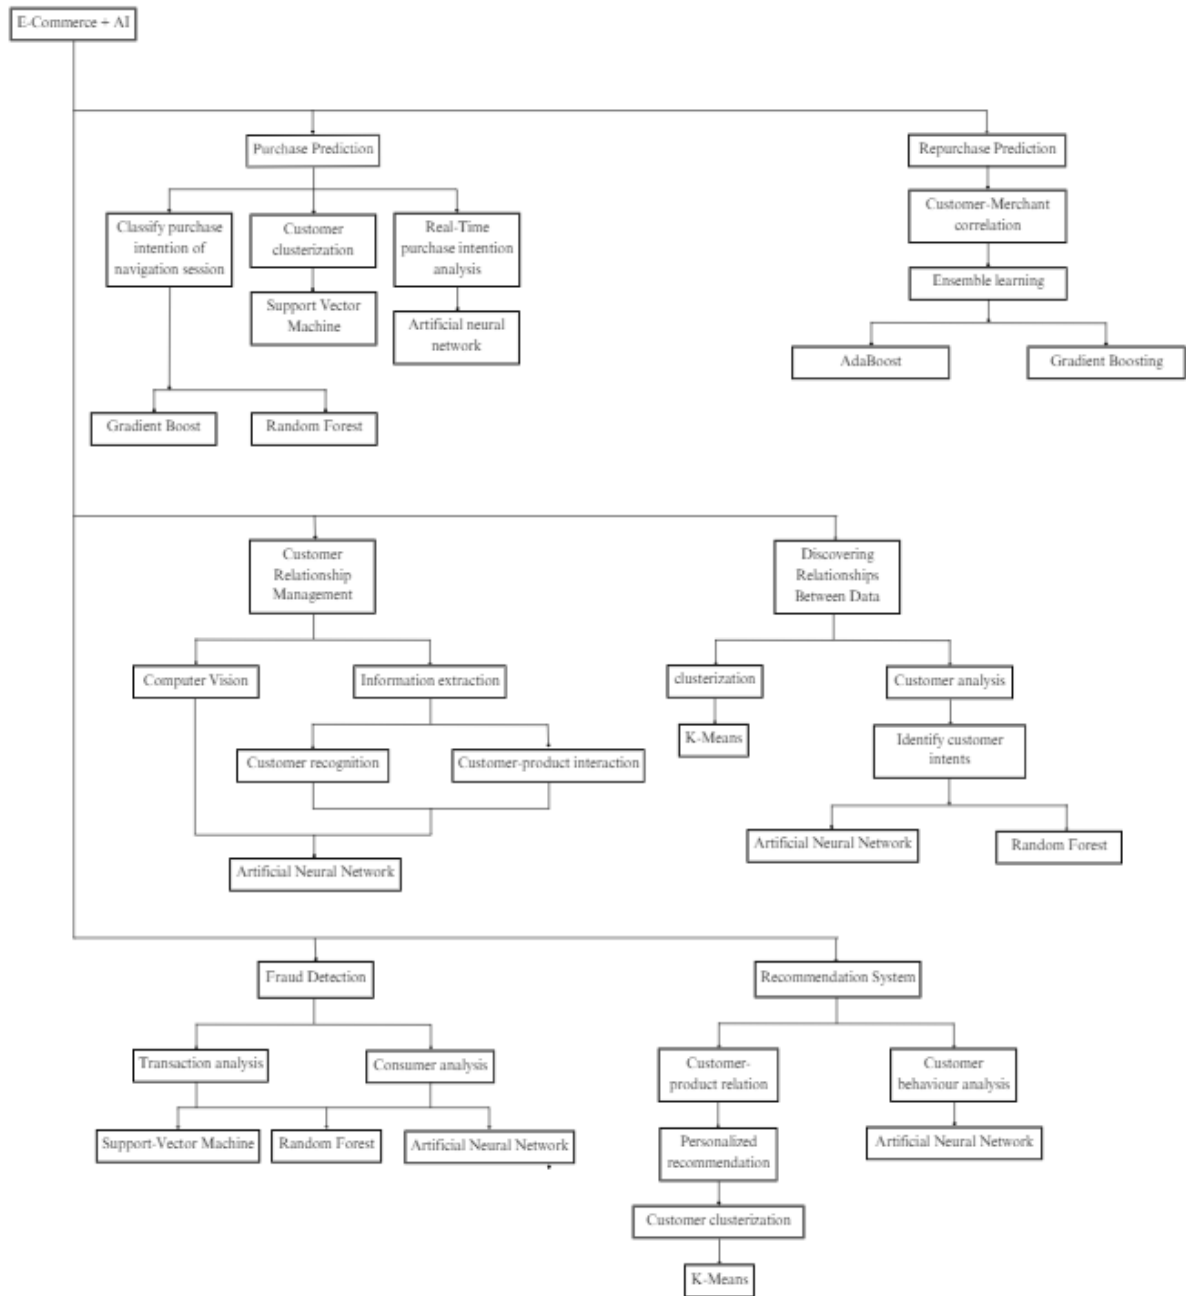 E-Commerce + AI
Purchase Prediction
Repurchase Prediction
Classify purchase
intention of
navigation session
Customer
clusterization
Real-Time
purchase intention
analysis
Customer-Merchant
correlation
Support Vector
Machine
Artificial neural
network
Ensemble learning
AdaBoost
Gradient Boosting
Gradient Boost
Random Forest
Customer
Relationship
Management
Discovering
Relationships
Between Data
Computer Vision
Information extraction
clusterization
Customer analysis
Customer recognition
Customer-product interaction
K-Means
Identify customer
intents
Artificial Neural Network
Artificial Neural Network
Random Forest
Fraud Detection
Recommendation System
Transaction analysis
Consumer analysis
Customer-
product relation
Customer
behaviour analysis
Support-Vector Machine
Random Forest
Artificial Neural Network
Personalized
recommendation
Artificial Neural Network
Customer clusterization
K-Means